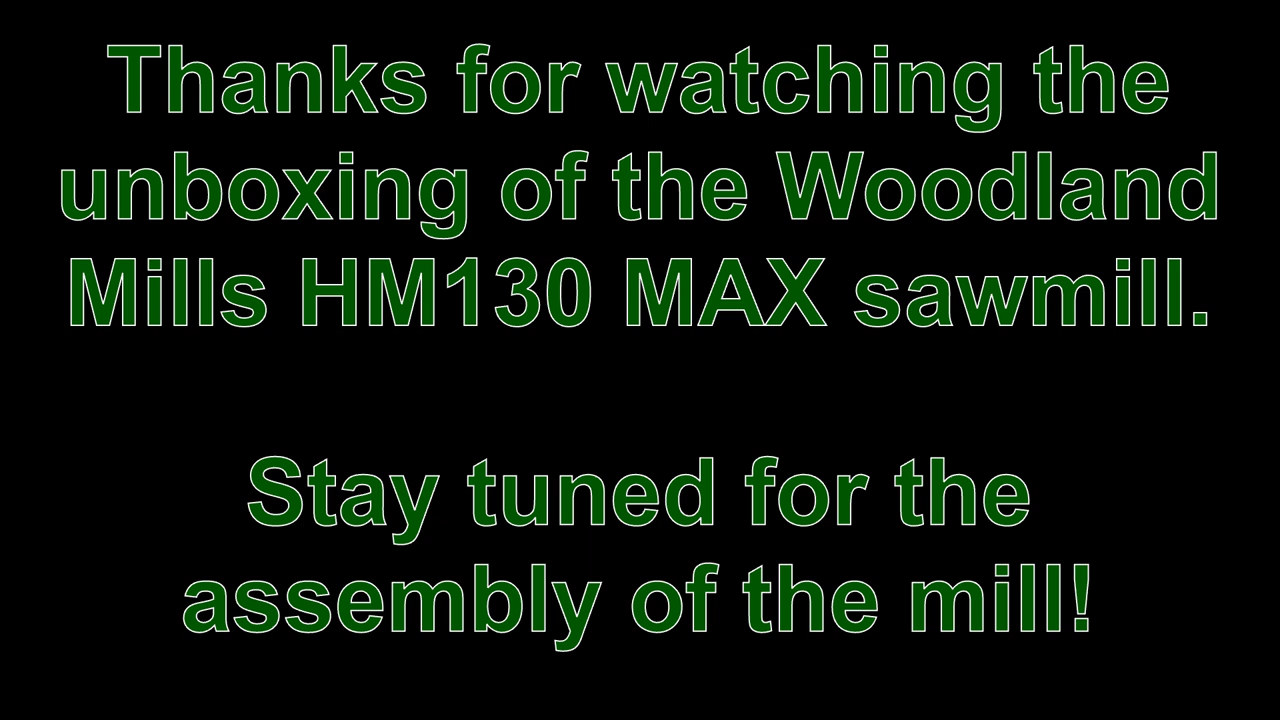 Thanks for watching the
unboxing of the Woodland
Mills HM130 MAX sawmill.
Stay tuned for the
assembly of the mill!